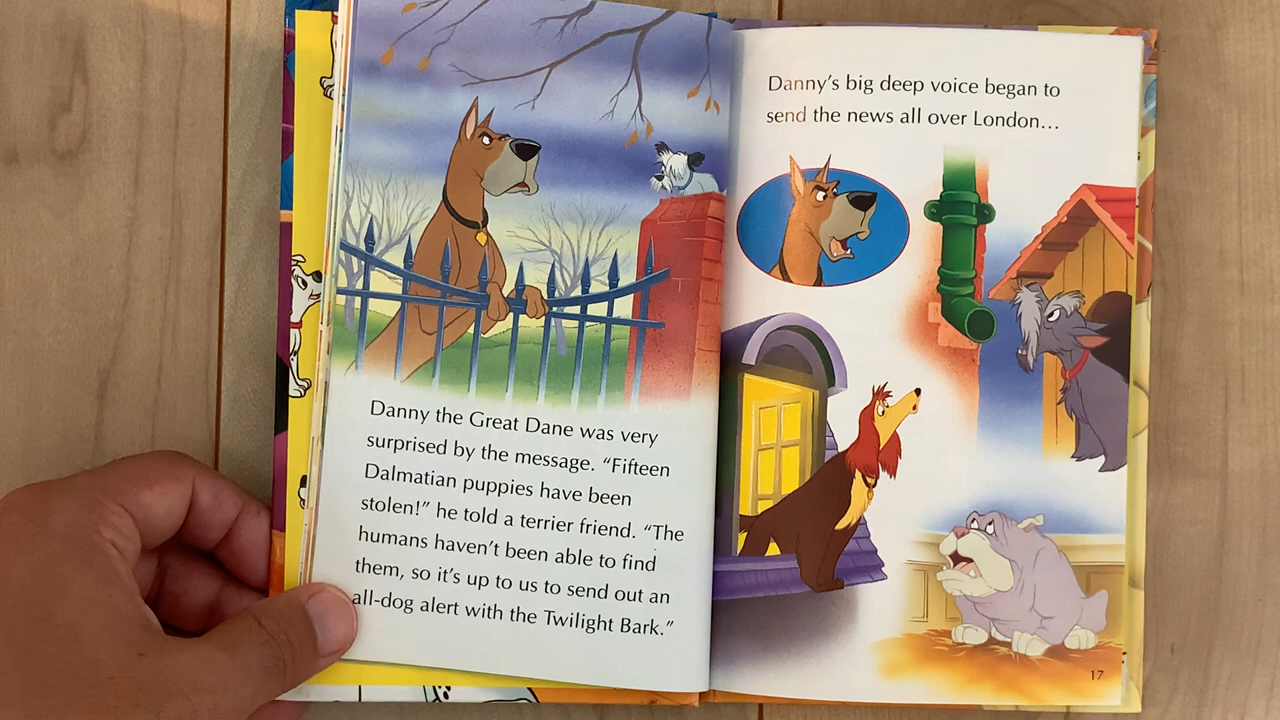 Danny the Great Dane was very
surprised by the message. “Fifteen
Dalmatian puppies have been
stolen!” he told a terrier friend. “The
humans haven’t been able to find
them, so it’s up to us to send out an
all-dog alert with the Twilight Bark.”
Danny’s big deep voice began to
send the news all over London…
17